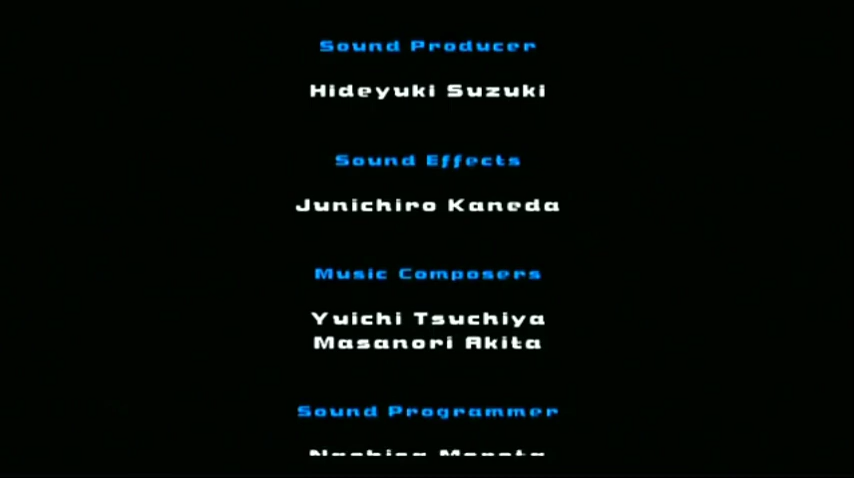 Sound Producer
Hideyuki Suzuki
Sound Effects
Junichiro Kaneda
Music Composers
Yuichi Tsuchiya
Masanori Akita
Sound Programmer